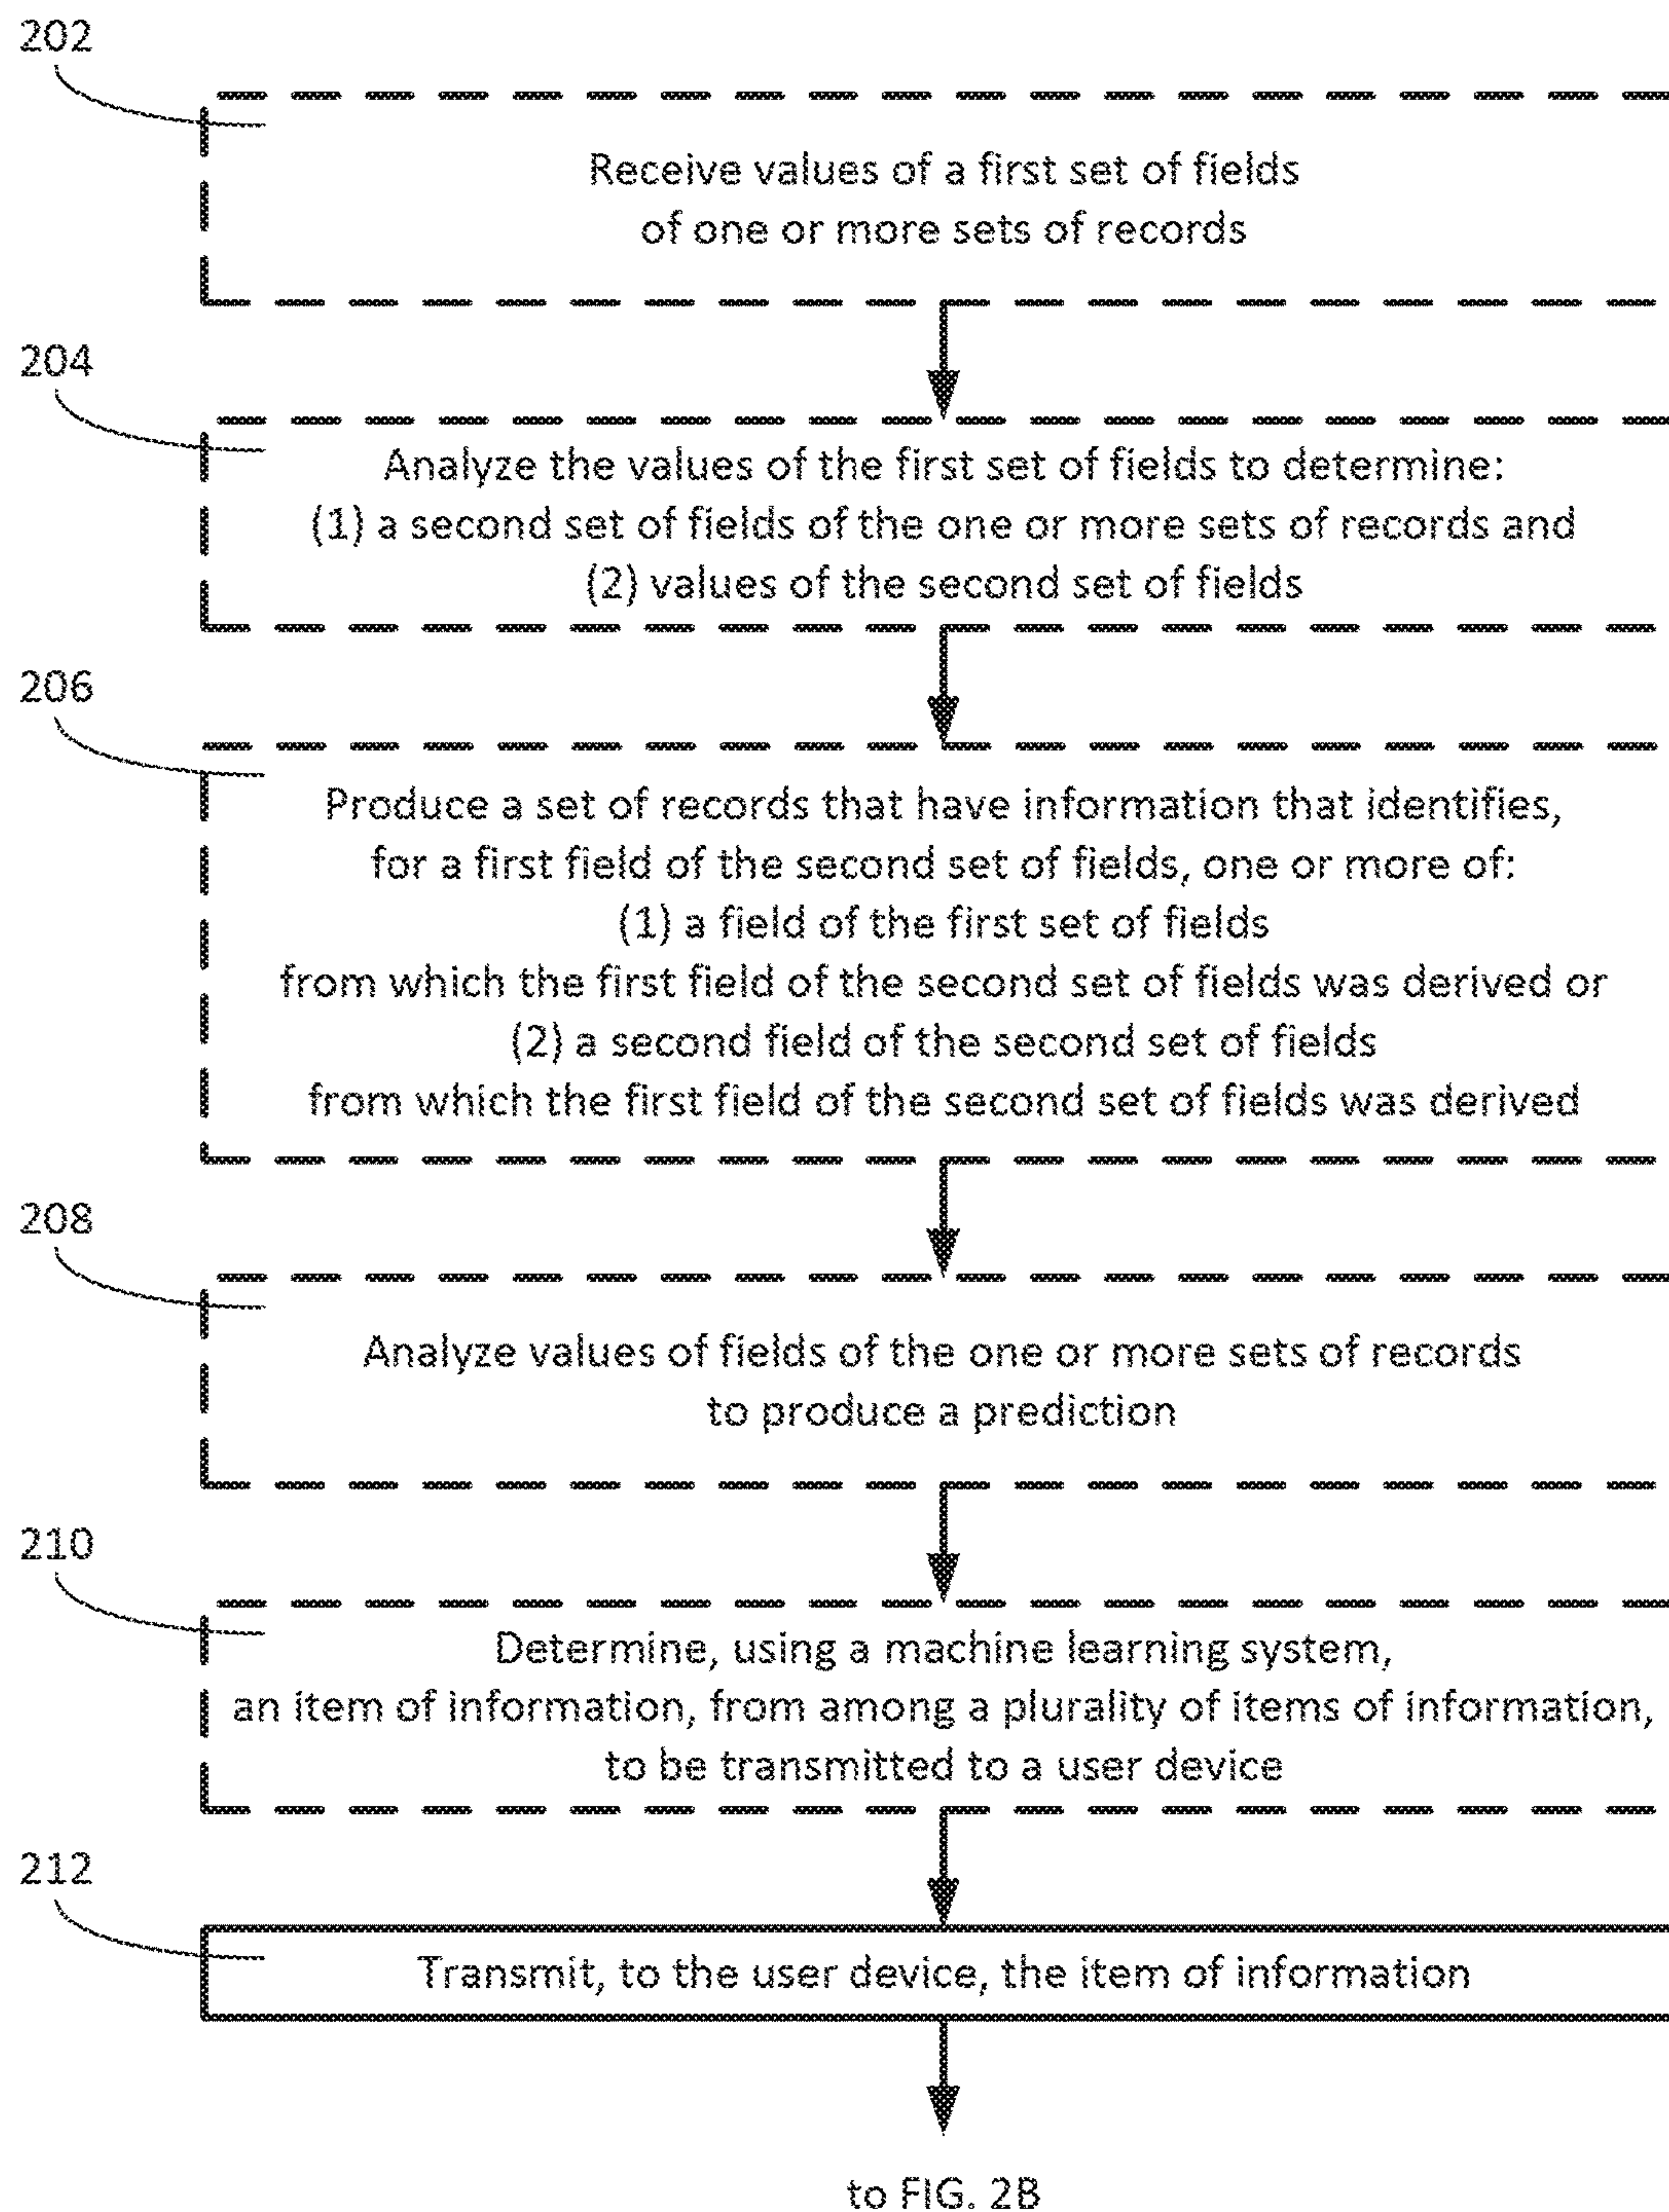 202
Receive values of a first set of fields
of one or more sets of records
204
Analyze the values of the first set of fields to determine:
(1) a second set of fields of the one or more sets of records and
(2) values of the second set of fields
206
Produce a set of records that have information that identifies,
for a first field of the second set of fields, one or more of:
(1) a field of the first set of fields
from which the first field of the second set of fields was derived or
(2) a second field of the second set of fields
from which the first field of the second set of fields was derived
208
Analyze values of fields of the one or more sets of records
to produce a prediction
210
Determine, using a machine learning system,
an item of information, from among a plurality of items of information,
to be transmitted to a user device
212
Transmit, to the user device, the item of information
to FIG. 2B